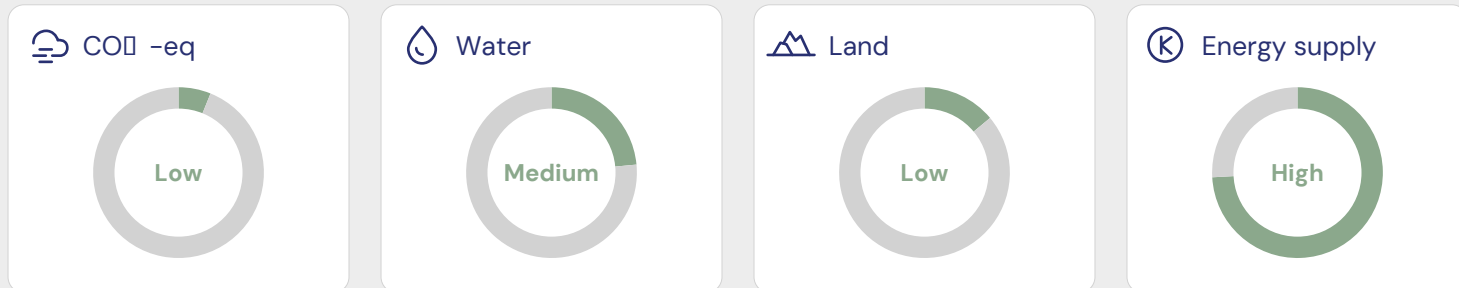 CO▯ -eq
Water
Land
Energy supply
Low
Medium
Low
High